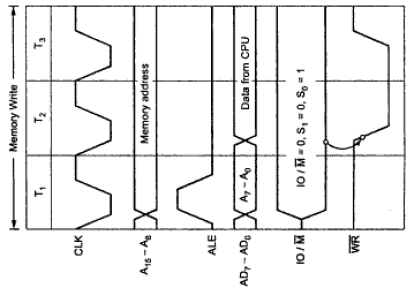 Memory Write
T₁ T₂ T₃
CLK
A₁₅ – A₈ Memory address
ALE
AD₇ – AD₀ A₇ – A₀ Data from CPU
IO / M̅ IO / M̅ = 0, S₁ = 0, S₀ = 1
W̅R̅